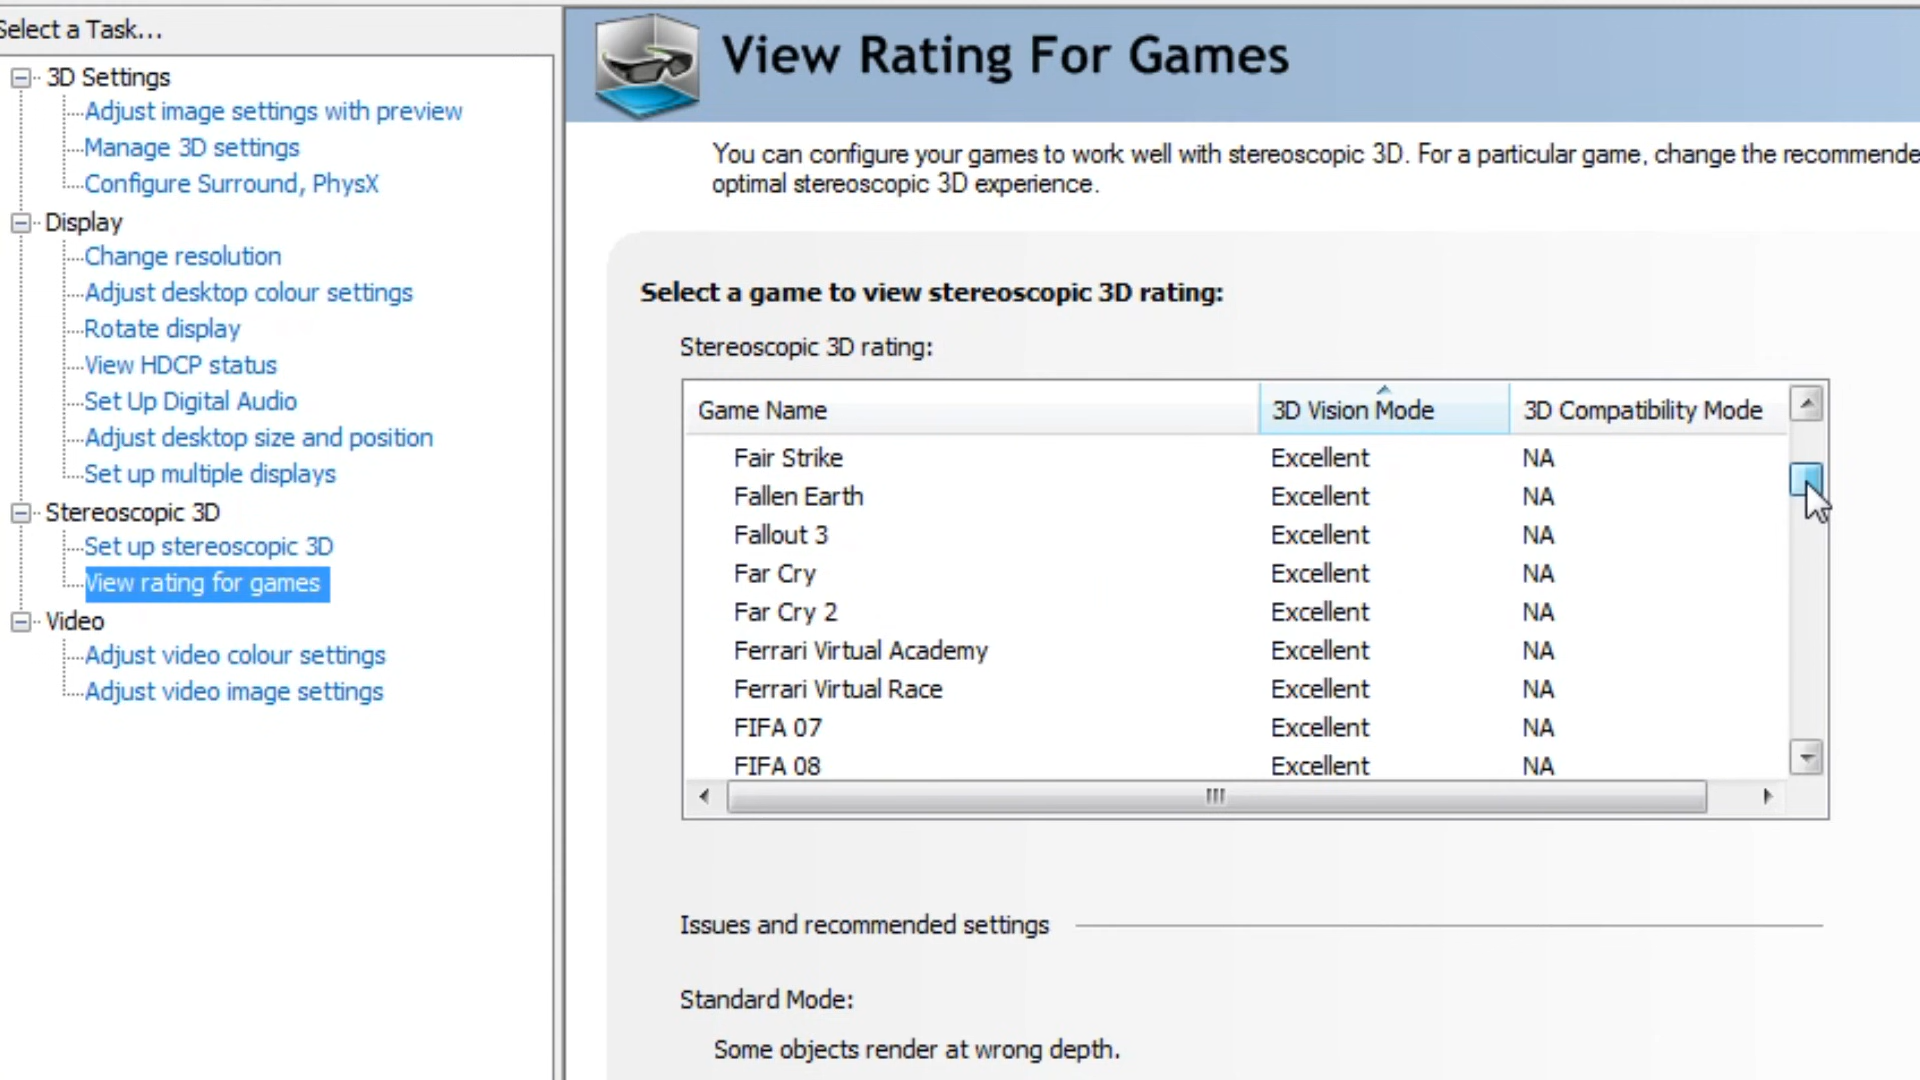 Select a Task...
3D Settings
Adjust image settings with preview
Manage 3D settings
Configure Surround, PhysX
Display
Change resolution
Adjust desktop colour settings
Rotate display
View HDCP status
Set Up Digital Audio
Adjust desktop size and position
Set up multiple displays
Stereoscopic 3D
Set up stereoscopic 3D
View rating for games
Video
Adjust video colour settings
Adjust video image settings
View Rating For Games
You can configure your games to work well with stereoscopic 3D. For a particular game, change the recommende
optimal stereoscopic 3D experience.
Select a game to view stereoscopic 3D rating:
Stereoscopic 3D rating:
Game Name 3D Vision Mode 3D Compatibility Mode
Fair Strike Excellent NA
Fallen Earth Excellent NA
Fallout 3 Excellent NA
Far Cry Excellent NA
Far Cry 2 Excellent NA
Ferrari Virtual Academy Excellent NA
Ferrari Virtual Race Excellent NA
FIFA 07 Excellent NA
FIFA 08 Excellent NA
Issues and recommended settings
Standard Mode:
Some objects render at wrong depth.